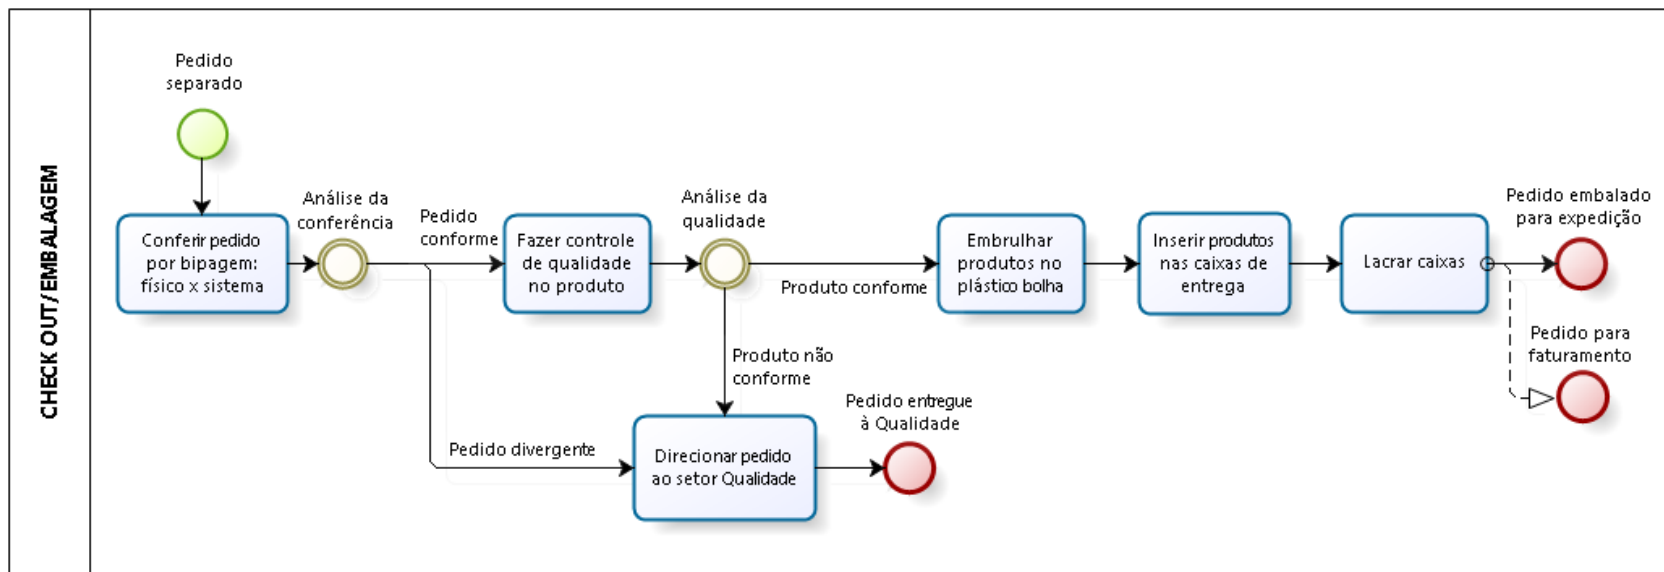 CHECK OUT/EMBALAGEM
Pedido
separado
Conferir pedido
por bipagem:
físico x sistema
Análise da
conferência
Pedido
conforme
Fazer controle
de qualidade
no produto
Análise da
qualidade
Produto conforme
Embrulhar
produtos no
plástico bolha
Inserir produtos
nas caixas de
entrega
Lacrar caixas
Pedido embalado
para expedição
Pedido para
faturamento
Produto não
conforme
Pedido divergente
Direcionar pedido
ao setor Qualidade
Pedido entregue
à Qualidade